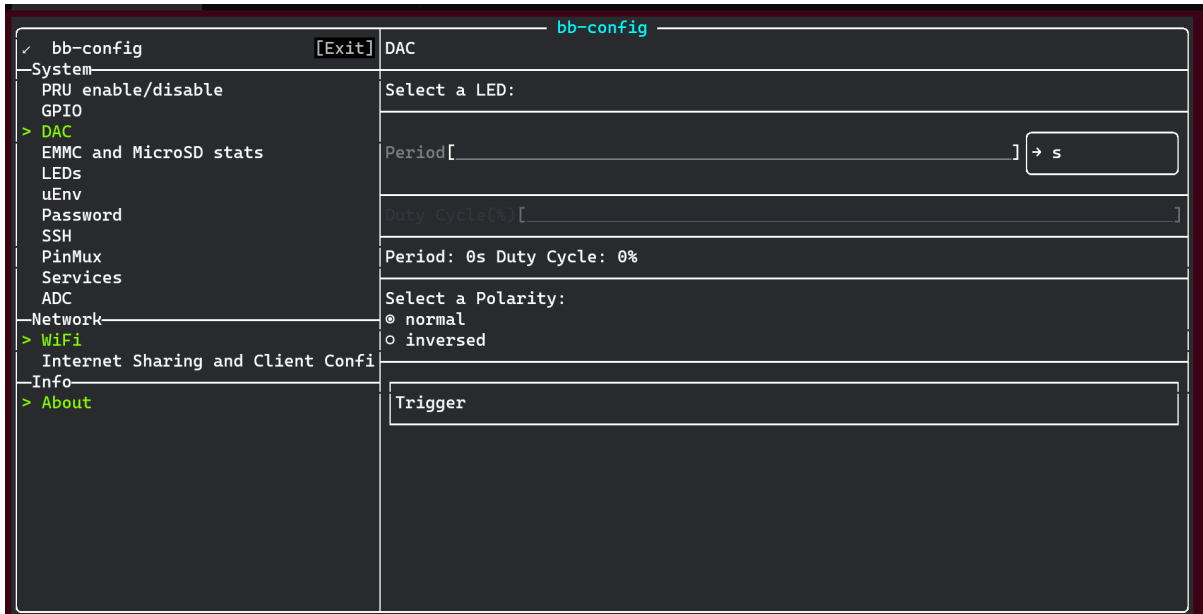 bb-config
✓ bb-config [Exit]
System
PRU enable/disable
GPIO
> DAC
EMMC and MicroSD stats
LEDs
uEnv
Password
SSH
PinMux
Services
ADC
Network
> WiFi
Internet Sharing and Client Confi
Info
> About
DAC
Select a LED:
Period[ ] → s
Duty Cycle(%)[ ]
Period: 0s Duty Cycle: 0%
Select a Polarity:
◉ normal
○ inversed
Trigger